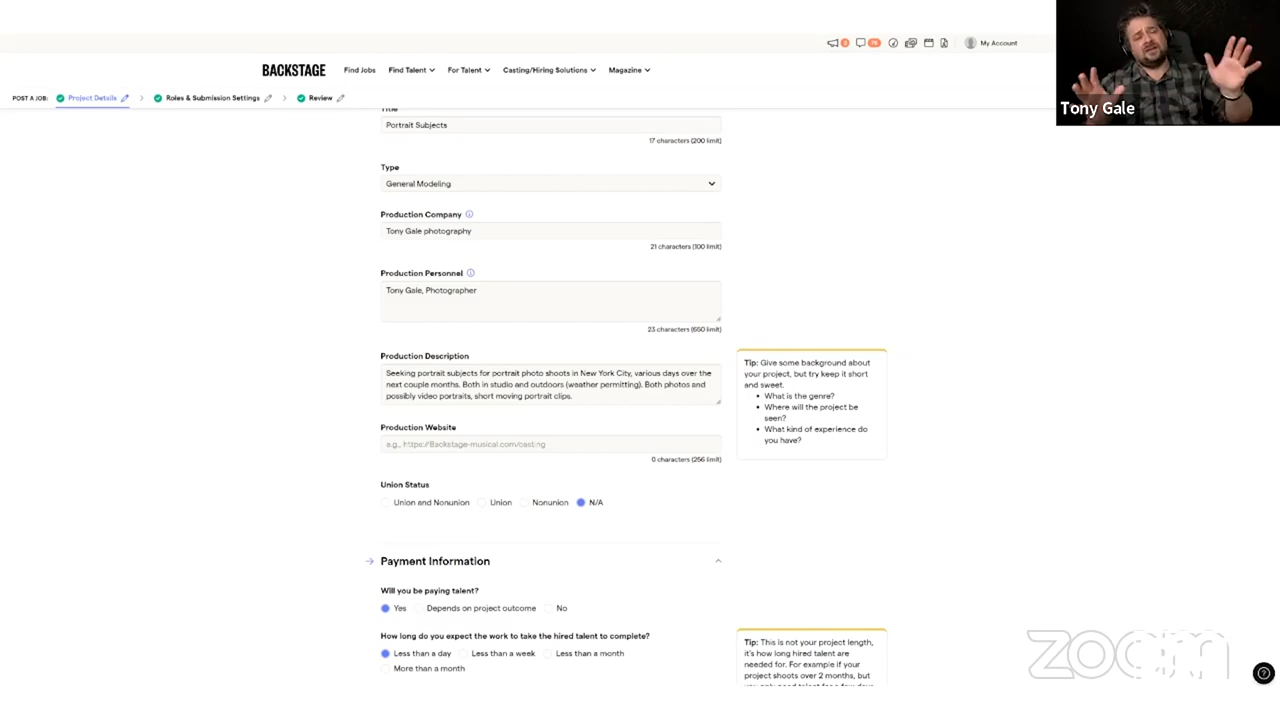 My Account
BACKSTAGE
Find Jobs
Find Talent
For Talent
Casting/Hiring Solutions
Magazine
Tony Gale
POST A JOB:
Project Details
Roles & Submission Settings
Review
Title
Portrait Subjects
17 characters (200 limit)
Type
General Modeling
Production Company
Tony Gale photography
21 characters (100 limit)
Production Personnel
Tony Gale, Photographer
23 characters (650 limit)
Production Description
Seeking portrait subjects for portrait photo shoots in New York City, various days over the
next couple months. Both in studio and outdoors (weather permitting). Both photos and
possibly video portraits, short moving portrait clips.
Tip: Give some background about
your project, but try keep it short
and sweet.
• What is the genre?
• Where will the project be
seen?
• What kind of experience do
you have?
Production Website
e.g., https://Backstage-musical.com/casting
0 characters (256 limit)
Union Status
Union and Nonunion
Union
Nonunion
N/A
Payment Information
Will you be paying talent?
Yes
Depends on project outcome
No
How long do you expect the work to take the hired talent to complete?
Less than a day
Less than a week
Less than a month
More than a month
Tip: This is not your project length,
it's how long hired talent are
needed for. For example if your
project shoots over 2 months, but
zoom